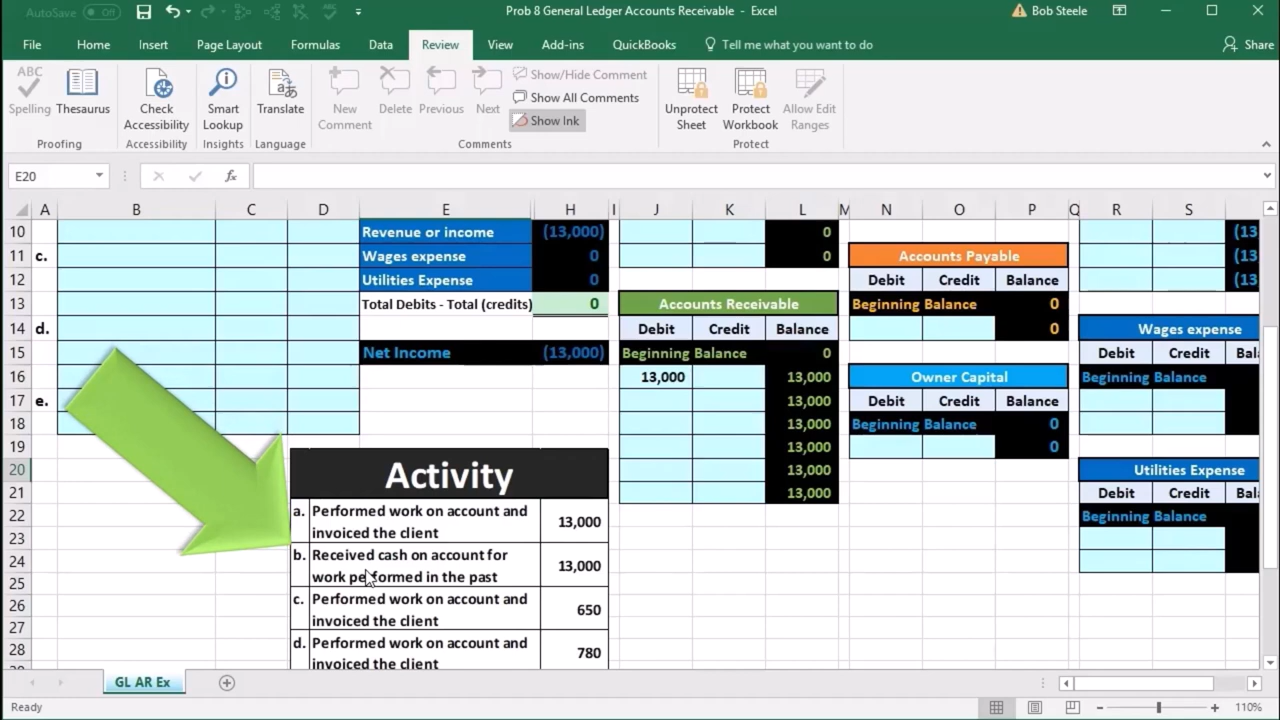 AutoSave Off
Prob 8 General Ledger Accounts Receivable - Excel
Bob Steele
File Home Insert Page Layout Formulas Data Review View Add-ins QuickBooks Tell me what you want to do Share
ABC
Spelling Thesaurus
Check Accessibility
Smart Lookup
Translate
New Comment
Delete Previous Next
Show/Hide Comment
Show All Comments
Show Ink
Unprotect Sheet
Protect Workbook
Allow Edit Ranges
Proofing Accessibility Insights Language Comments Protect
E20 fx
A B C D E H I J K L M N O P Q R S
10 Revenue or income (13,000) 0 (13
11 c. Wages expense 0 0 Accounts Payable (13
12 Utilities Expense 0 Debit Credit Balance (13
13 Total Debits - Total (credits) 0 Accounts Receivable Beginning Balance 0
14 d. Debit Credit Balance 0 Wages expense
15 Net Income (13,000) Beginning Balance 0 Debit Credit Bal
16 13,000 13,000 Owner Capital Beginning Balance
17 e. 13,000 Debit Credit Balance
18 13,000 Beginning Balance 0
19 13,000 0
20 Activity 13,000 Utilities Expense
21 13,000 Debit Credit Bal
22 a. Performed work on account and Beginning Balance
23 invoiced the client 13,000
24 b. Received cash on account for
25 work performed in the past 13,000
26 c. Performed work on account and
27 invoiced the client 650
28 d. Performed work on account and
invoiced the client 780
GL AR Ex
Ready 110%